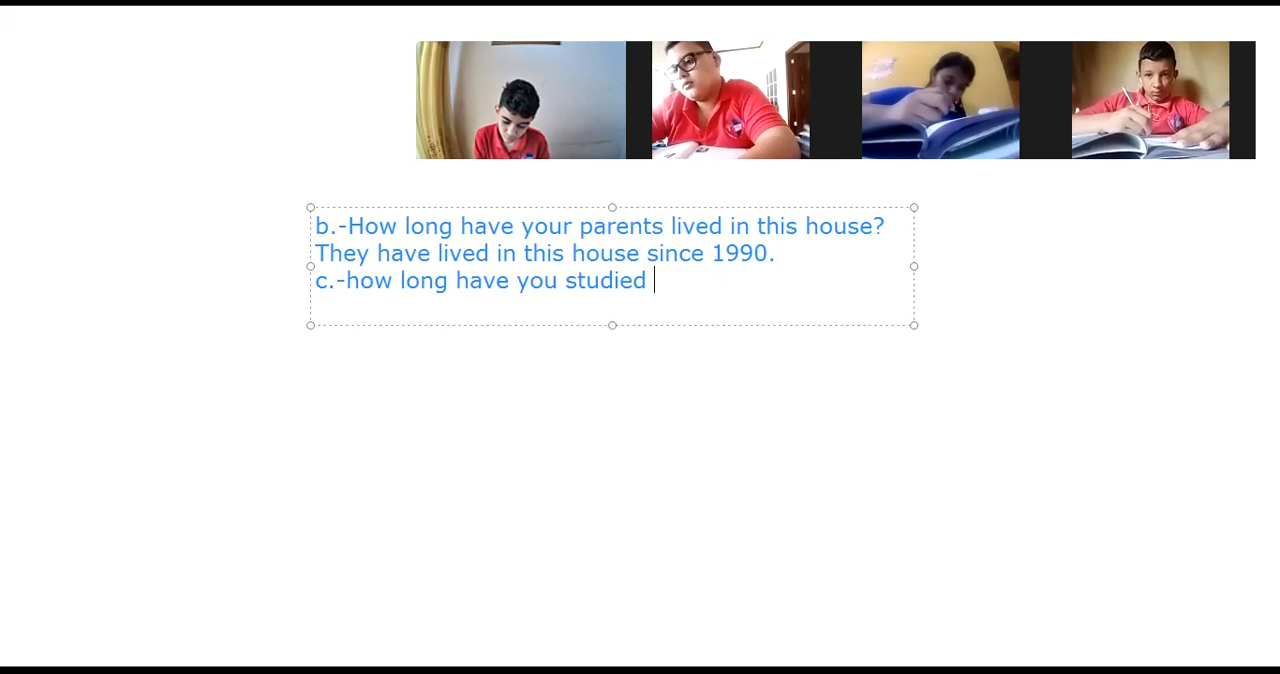 b.-How long have your parents lived in this house?
They have lived in this house since 1990.
c.-how long have you studied